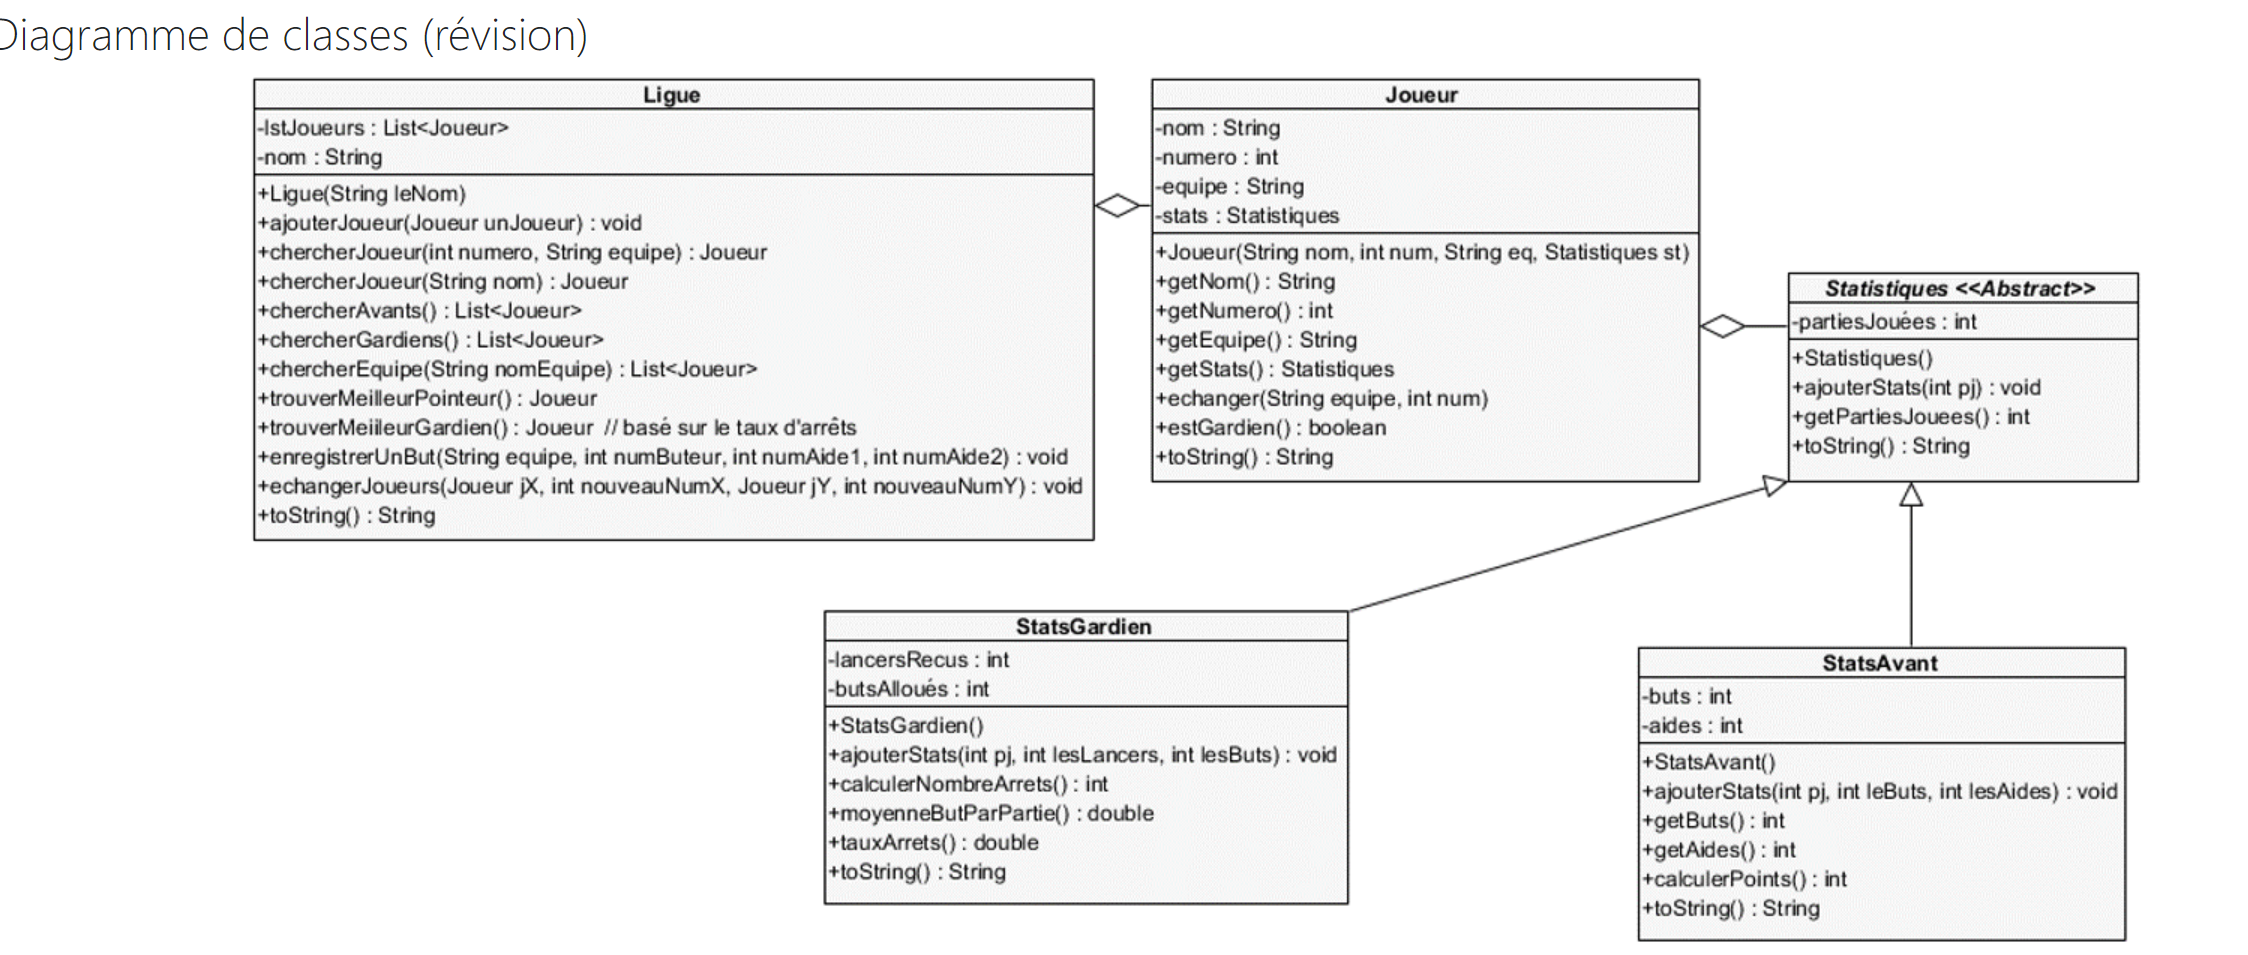 Diagramme de classes (révision)
Ligue
-lstJoueurs : List<Joueur>
-nom : String
+Ligue(String leNom)
+ajouterJoueur(Joueur unJoueur) : void
+chercherJoueur(int numero, String equipe) : Joueur
+chercherJoueur(String nom) : Joueur
+chercherAvants() : List<Joueur>
+chercherGardiens() : List<Joueur>
+chercherEquipe(String nomEquipe) : List<Joueur>
+trouverMeilleurPointeur() : Joueur
+trouverMeilleurGardien() : Joueur // basé sur le taux d'arrêts
+enregistrerUnBut(String equipe, int numButeur, int numAide1, int numAide2) : void
+echangerJoueurs(Joueur jX, int nouveauNumX, Joueur jY, int nouveauNumY) : void
+toString() : String
Joueur
-nom : String
-numero : int
-equipe : String
-stats : Statistiques
+Joueur(String nom, int num, String eq, Statistiques st)
+getNom() : String
+getNumero() : int
+getEquipe() : String
+getStats() : Statistiques
+echanger(String equipe, int num)
+estGardien() : boolean
+toString() : String
Statistiques <<Abstract>>
-partiesJouées : int
+Statistiques()
+ajouterStats(int pj) : void
+getPartiesJouees() : int
+toString() : String
StatsGardien
-lancersRecus : int
-butsAlloués : int
+StatsGardien()
+ajouterStats(int pj, int lesLancers, int lesButs) : void
+calculerNombreArrets() : int
+moyenneButParPartie() : double
+tauxArrets() : double
+toString() : String
StatsAvant
-buts : int
-aides : int
+StatsAvant()
+ajouterStats(int pj, int leButs, int lesAides) : void
+getButs() : int
+getAides() : int
+calculerPoints() : int
+toString() : String